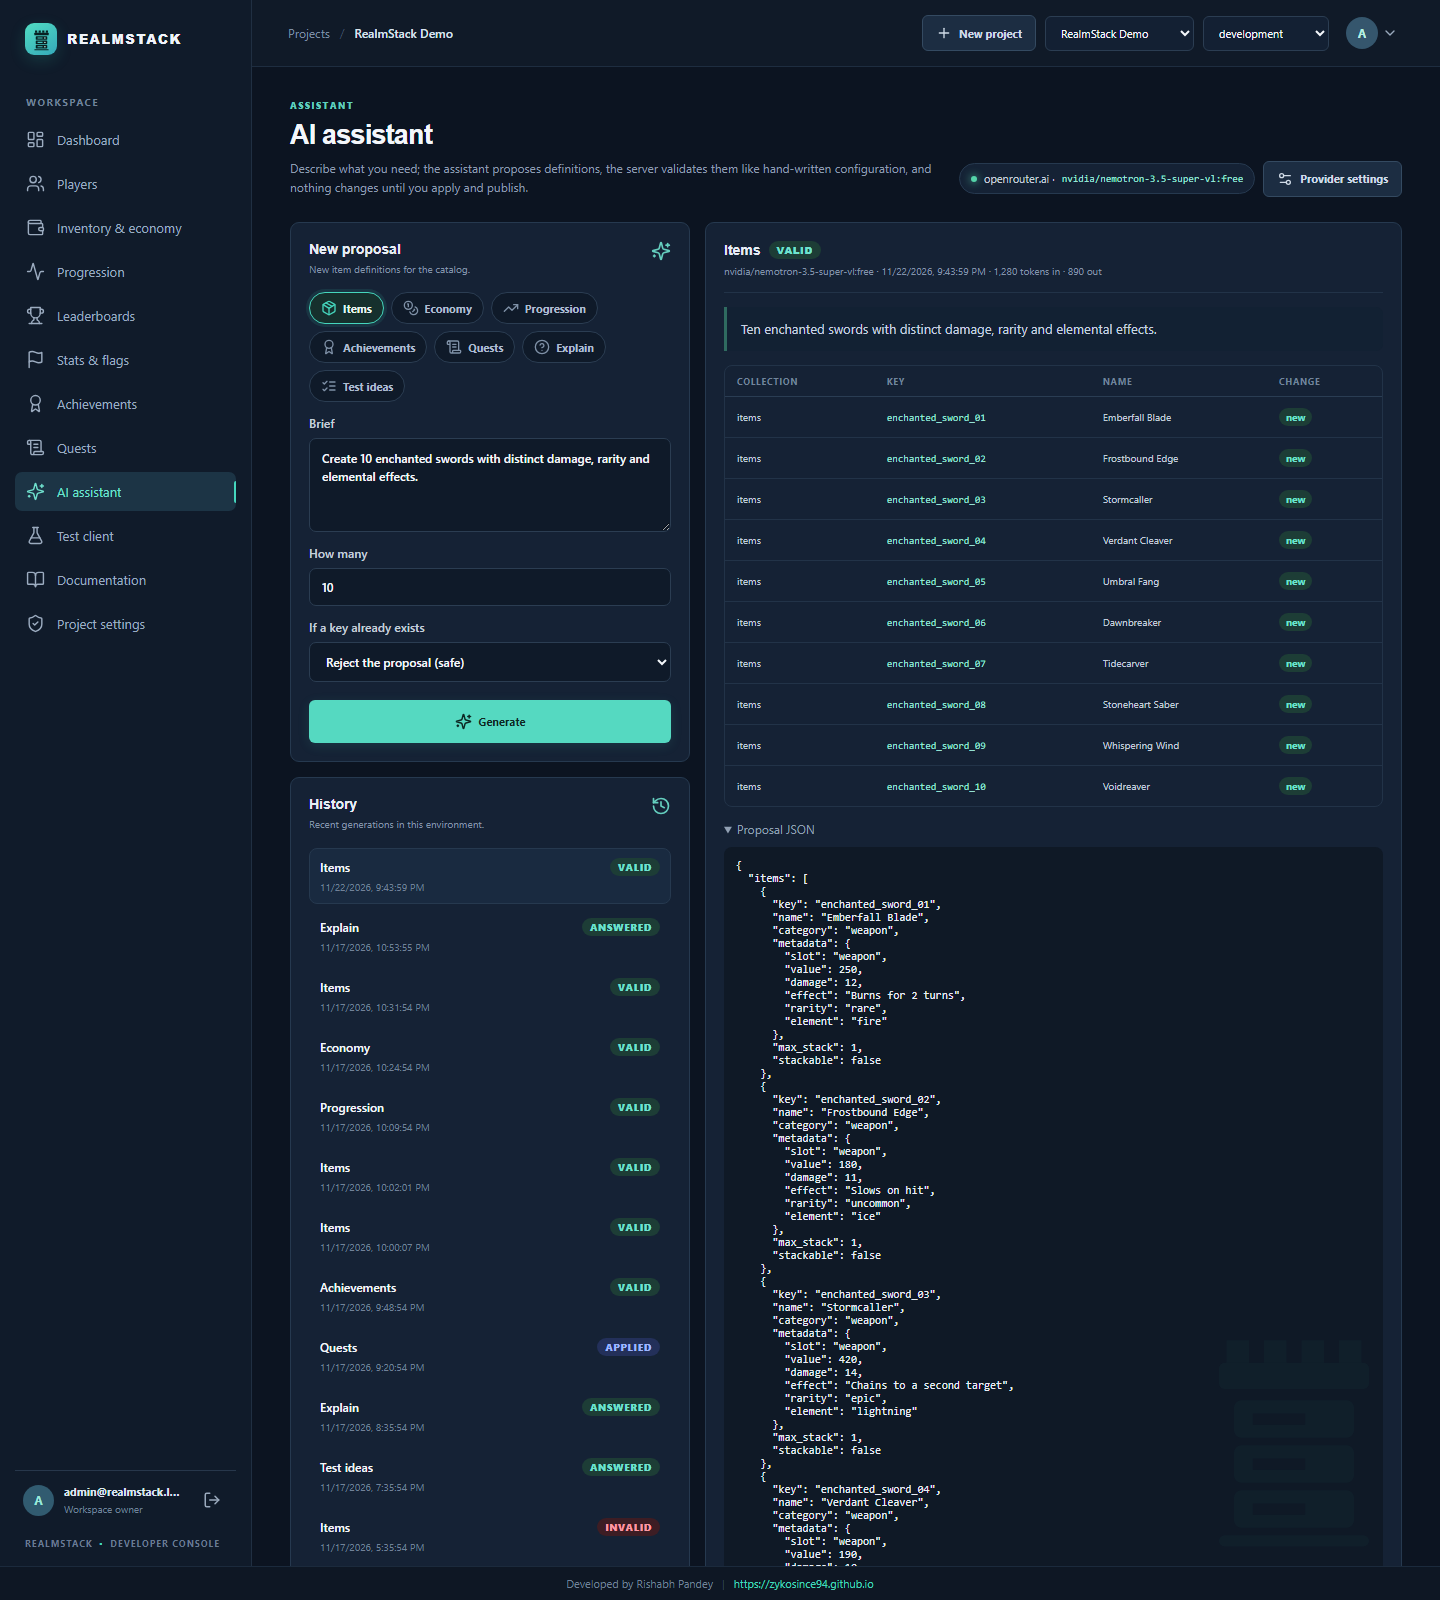 REALMSTACK
WORKSPACE
Dashboard
Players
Inventory & economy
Progression
Leaderboards
Stats & flags
Achievements
Quests
AI assistant
Test client
Documentation
Project settings
A
admin@realmstack.l...
Workspace owner
REALMSTACK • DEVELOPER CONSOLE
Projects / RealmStack Demo
New project
RealmStack Demo
development
A
ASSISTANT
AI assistant
Describe what you need; the assistant proposes definitions, the server validates them like hand-written configuration, and
nothing changes until you apply and publish.
openrouter.ai · nvidia/nemotron-3.5-super-vl:free
Provider settings
New proposal
New item definitions for the catalog.
Items
Economy
Progression
Achievements
Quests
Explain
Test ideas
Brief
Create 10 enchanted swords with distinct damage, rarity and
elemental effects.
How many
10
If a key already exists
Reject the proposal (safe)
Generate
History
Recent generations in this environment.
Items VALID
11/22/2026, 9:43:59 PM
Explain ANSWERED
11/17/2026, 10:53:55 PM
Items VALID
11/17/2026, 10:31:54 PM
Economy VALID
11/17/2026, 10:24:54 PM
Progression VALID
11/17/2026, 10:09:54 PM
Items VALID
11/17/2026, 10:02:01 PM
Items VALID
11/17/2026, 10:00:07 PM
Achievements VALID
11/17/2026, 9:48:54 PM
Quests APPLIED
11/17/2026, 9:20:54 PM
Explain ANSWERED
11/17/2026, 8:35:54 PM
Test ideas ANSWERED
11/17/2026, 7:35:54 PM
Items INVALID
11/17/2026, 5:35:54 PM
Items VALID
nvidia/nemotron-3.5-super-vl:free · 11/22/2026, 9:43:59 PM · 1,280 tokens in · 890 out
Ten enchanted swords with distinct damage, rarity and elemental effects.
COLLECTION KEY NAME CHANGE
items enchanted_sword_01 Emberfall Blade new
items enchanted_sword_02 Frostbound Edge new
items enchanted_sword_03 Stormcaller new
items enchanted_sword_04 Verdant Cleaver new
items enchanted_sword_05 Umbral Fang new
items enchanted_sword_06 Dawnbreaker new
items enchanted_sword_07 Tidecarver new
items enchanted_sword_08 Stoneheart Saber new
items enchanted_sword_09 Whispering Wind new
items enchanted_sword_10 Voidreaver new
▼ Proposal JSON
{
"items": [
{
"key": "enchanted_sword_01",
"name": "Emberfall Blade",
"category": "weapon",
"metadata": {
"slot": "weapon",
"value": 250,
"damage": 12,
"effect": "Burns for 2 turns",
"rarity": "rare",
"element": "fire"
},
"max_stack": 1,
"stackable": false
},
{
"key": "enchanted_sword_02",
"name": "Frostbound Edge",
"category": "weapon",
"metadata": {
"slot": "weapon",
"value": 180,
"damage": 11,
"effect": "Slows on hit",
"rarity": "uncommon",
"element": "ice"
},
"max_stack": 1,
"stackable": false
},
{
"key": "enchanted_sword_03",
"name": "Stormcaller",
"category": "weapon",
"metadata": {
"slot": "weapon",
"value": 420,
"damage": 14,
"effect": "Chains to a second target",
"rarity": "epic",
"element": "lightning"
},
"max_stack": 1,
"stackable": false
},
{
"key": "enchanted_sword_04",
"name": "Verdant Cleaver",
"category": "weapon",
"metadata": {
"slot": "weapon",
"value": 190,
Developed by Rishabh Pandey | https://zykosince94.github.io